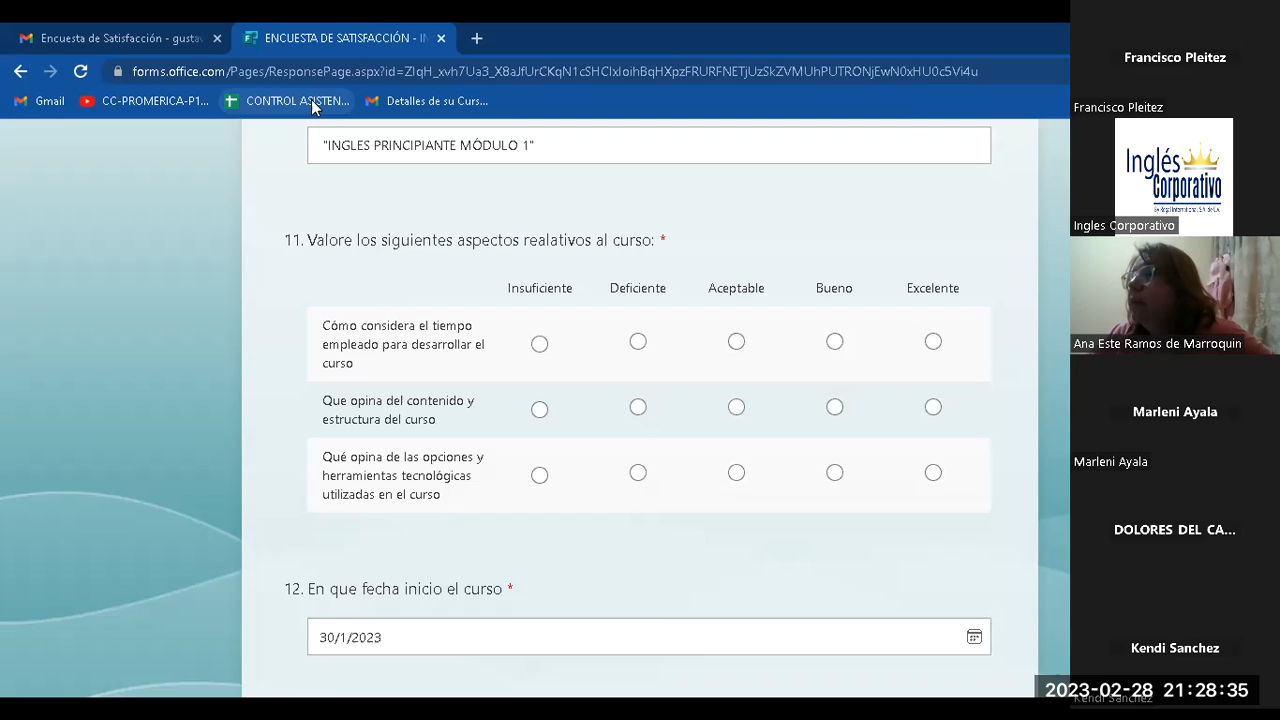 Encuesta de Satisfacción - gusta
ENCUESTA DE SATISFACCIÓN - IN
forms.office.com/Pages/ResponsePage.aspx?id=ZIqH_xvh7Ua3_X8aJfUrCKqN1cSHClxIoihBqHXpzFRURFNETjUzSkZVMUhPUTRONjEwN0xHU0c5Vi4u
Gmail
CC-PROMERICA-P1...
CONTROL ASISTEN...
Detalles de su Curs...
"INGLES PRINCIPIANTE MÓDULO 1"
11. Valore los siguientes aspectos realativos al curso: *
Insuficiente Deficiente Aceptable Bueno Excelente
Cómo considera el tiempo
empleado para desarrollar el
curso
Que opina del contenido y
estructura del curso
Qué opina de las opciones y
herramientas tecnológicas
utilizadas en el curso
12. En que fecha inicio el curso *
30/1/2023
Francisco Pleitez
Francisco Pleitez
Inglés
Corporativo
Ingles Corporativo
Ana Este Ramos de Marroquin
Marleni Ayala
Marleni Ayala
DOLORES DEL CA...
Kendi Sanchez
2023-02-28 21:28:35
Kendi Sanchez